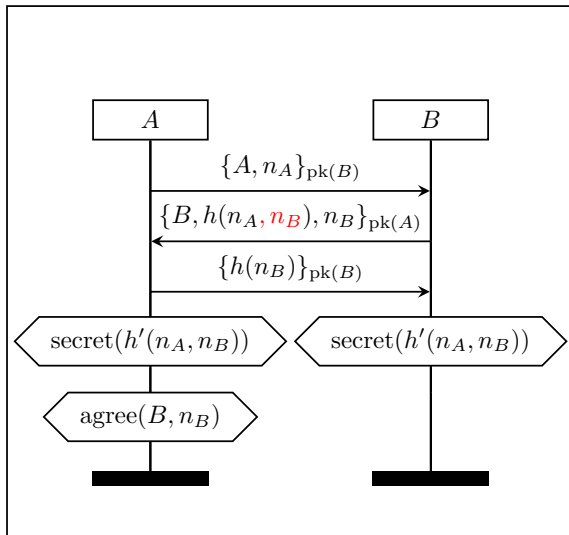 A B
{A, n_A}_pk(B)
{B, h(n_A, n_B), n_B}_pk(A)
{h(n_B)}_pk(B)
secret(h′(n_A, n_B)) secret(h′(n_A, n_B))
agree(B, n_B)